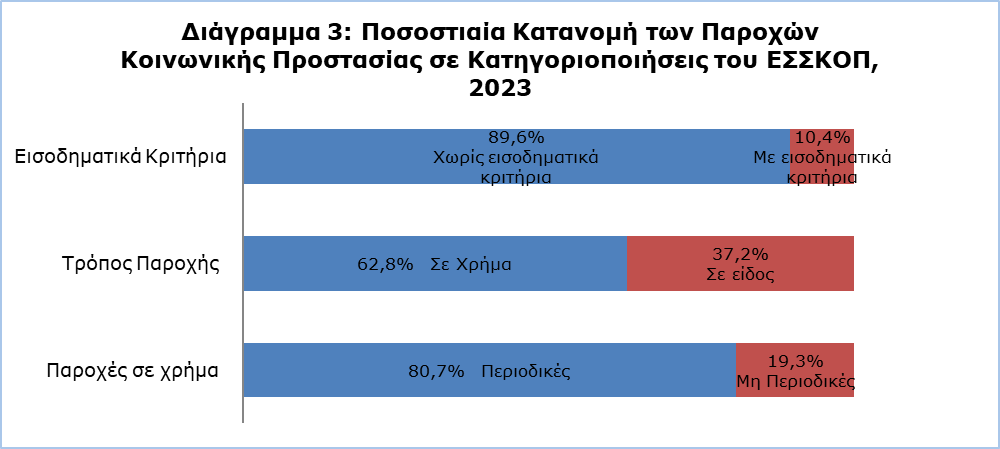 Διάγραμμα 3: Ποσοστιαία Κατανομή των Παροχών
Κοινωνικής Προστασίας σε Κατηγοριοποιήσεις του ΕΣΣΚΟΠ,
2023
Εισοδηματικά Κριτήρια
89,6%
Χωρίς εισοδηματικά
κριτήρια
10,4%
Με εισοδηματικά
κριτήρια
Τρόπος Παροχής
62,8% Σε Χρήμα
37,2%
Σε είδος
Παροχές σε χρήμα
80,7% Περιοδικές
19,3%
Μη Περιοδικές